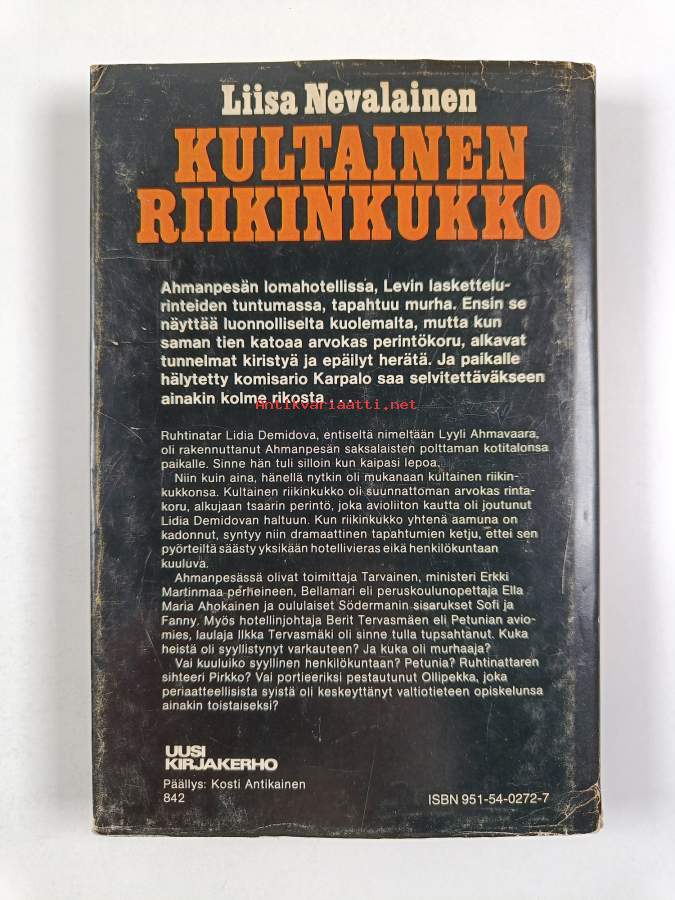 Liisa Nevalainen
KULTAINEN
RIIKINKUKKO
Ahmanpesän lomahotellissa, Levin laskettelu-
rinteiden tuntumassa, tapahtuu murha. Ensin se
näyttää luonnolliselta kuolemalta, mutta kun
saman tien katoaa arvokas perintökoru, alkavat
tunnelmat kiristyä ja epäilyt herätä. Ja paikalle
hälytetty komisario Karpalo saa selvitettäväkseen
ainakin kolme rikosta . . .
Antikvariaatti.net
Ruhtinatar Lidia Demidova, entiseltä nimeltään Lyyli Ahmavaara,
oli rakennuttanut Ahmanpesän saksalaisten polttaman kotitalonsa
paikalle. Sinne hän tuli silloin kun kaipasi lepoa.
Niin kuin aina, hänellä nytkin oli mukanaan kultainen riikin-
kukkonsa. Kultainen riikinkukko oli suunnattoman arvokas rinta-
koru, alkujaan tsaarin perintö, joka avioliiton kautta oli joutunut
Lidia Demidovan haltuun. Kun riikinkukko yhtenä aamuna on
kadonnut, syntyy niin dramaattinen tapahtumien ketju, ettei sen
pyörteiltä säästy yksikään hotellivieras eikä henkilökuntaan
kuuluva.
Ahmanpesässä olivat toimittaja Tarvainen, ministeri Erkki
Martinmaa perheineen, Bellamari eli peruskoulunopettaja Ella
Maria Ahokainen ja oululaiset Södermanin sisarukset Sofi ja
Fanny. Myös hotellinjohtaja Berit Tervasmäen eli Petunian avio-
mies, laulaja Ilkka Tervasmäki oli sinne tulla tupsahtanut. Kuka
heistä oli syyllistynyt varkauteen? Ja kuka oli murhaaja?
Vai kuuluiko syyllinen henkilökuntaan? Petunia? Ruhtinattaren
sihteeri Pirkko? Vai portieeriksi pestautunut Ollipekka, joka
periaatteellisista syistä oli keskeyttänyt valtiotieteen opiskelunsa
ainakin toistaiseksi?
UUSI
KIRJAKERHO
Päällys: Kosti Antikainen
842
ISBN 951-54-0272-7